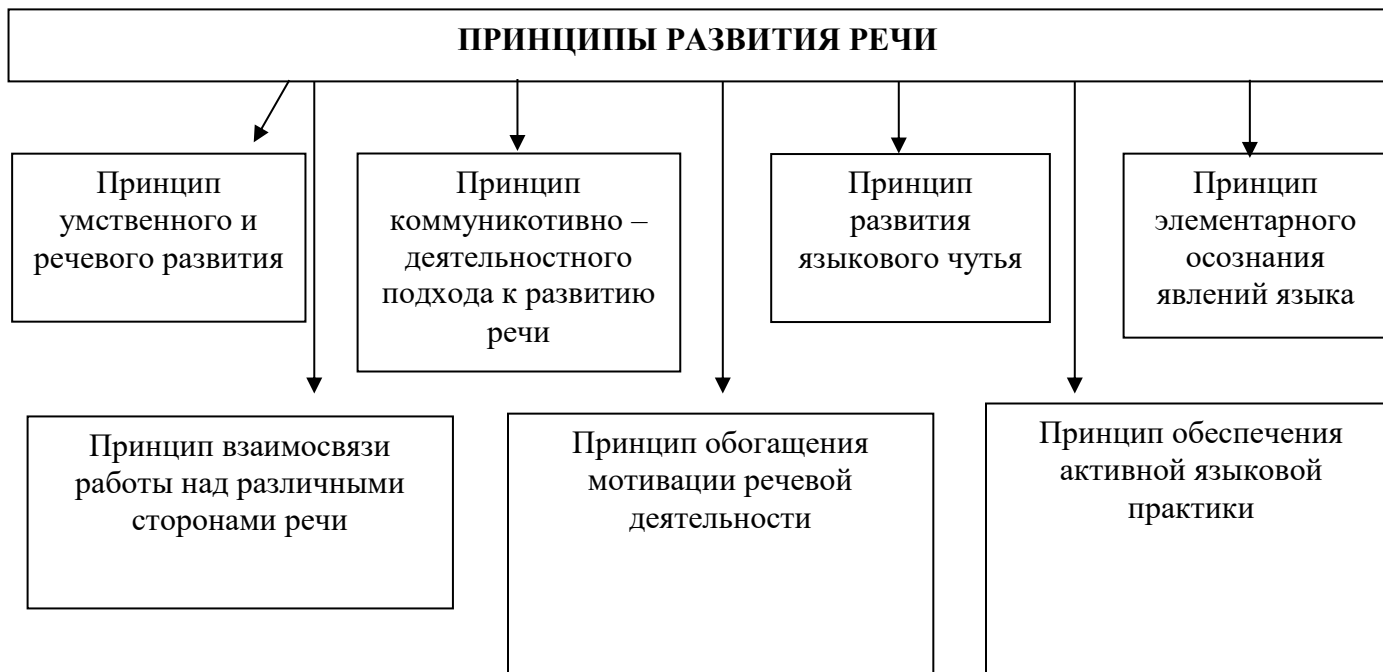 ПРИНЦИПЫ РАЗВИТИЯ РЕЧИ
Принцип
умственного и
речевого развития
Принцип
коммуникотивно –
деятельностного
подхода к развитию
речи
Принцип
развития
языкового чутья
Принцип
элементарного
осознания
явлений языка
Принцип взаимосвязи
работы над различными
сторонами речи
Принцип обогащения
мотивации речевой
деятельности
Принцип обеспечения
активной языковой
практики